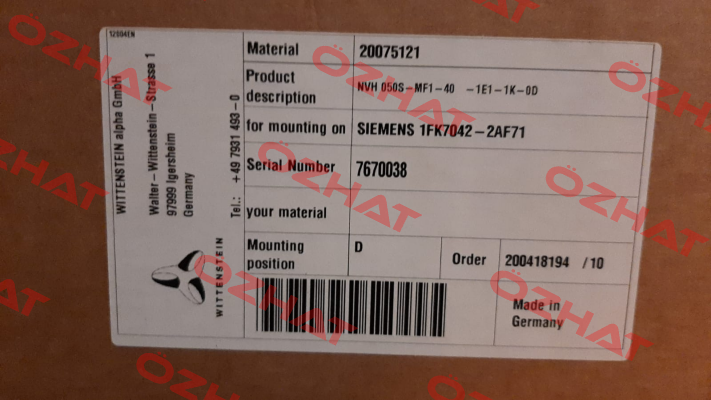 12004EN
WITTENSTEIN alpha GmbH
Walter-Wittenstein-Strasse 1
97999 Igersheim
Germany
Tel.: +49 7931 493-0
WITTENSTEIN
Material 20075121
Product description NVH 050S-MF1-40 -1E1-1K-0D
for mounting on SIEMENS 1FK7042-2AF71
Serial Number 7670038
your material
Mounting position D
Order 200418194 /10
Made in
Germany
ÖZHAT
ÖZHAT
ÖZHAT
ÖZHAT
ÖZHAT
ÖZHAT
ÖZHAT
ÖZHAT
ÖZHAT